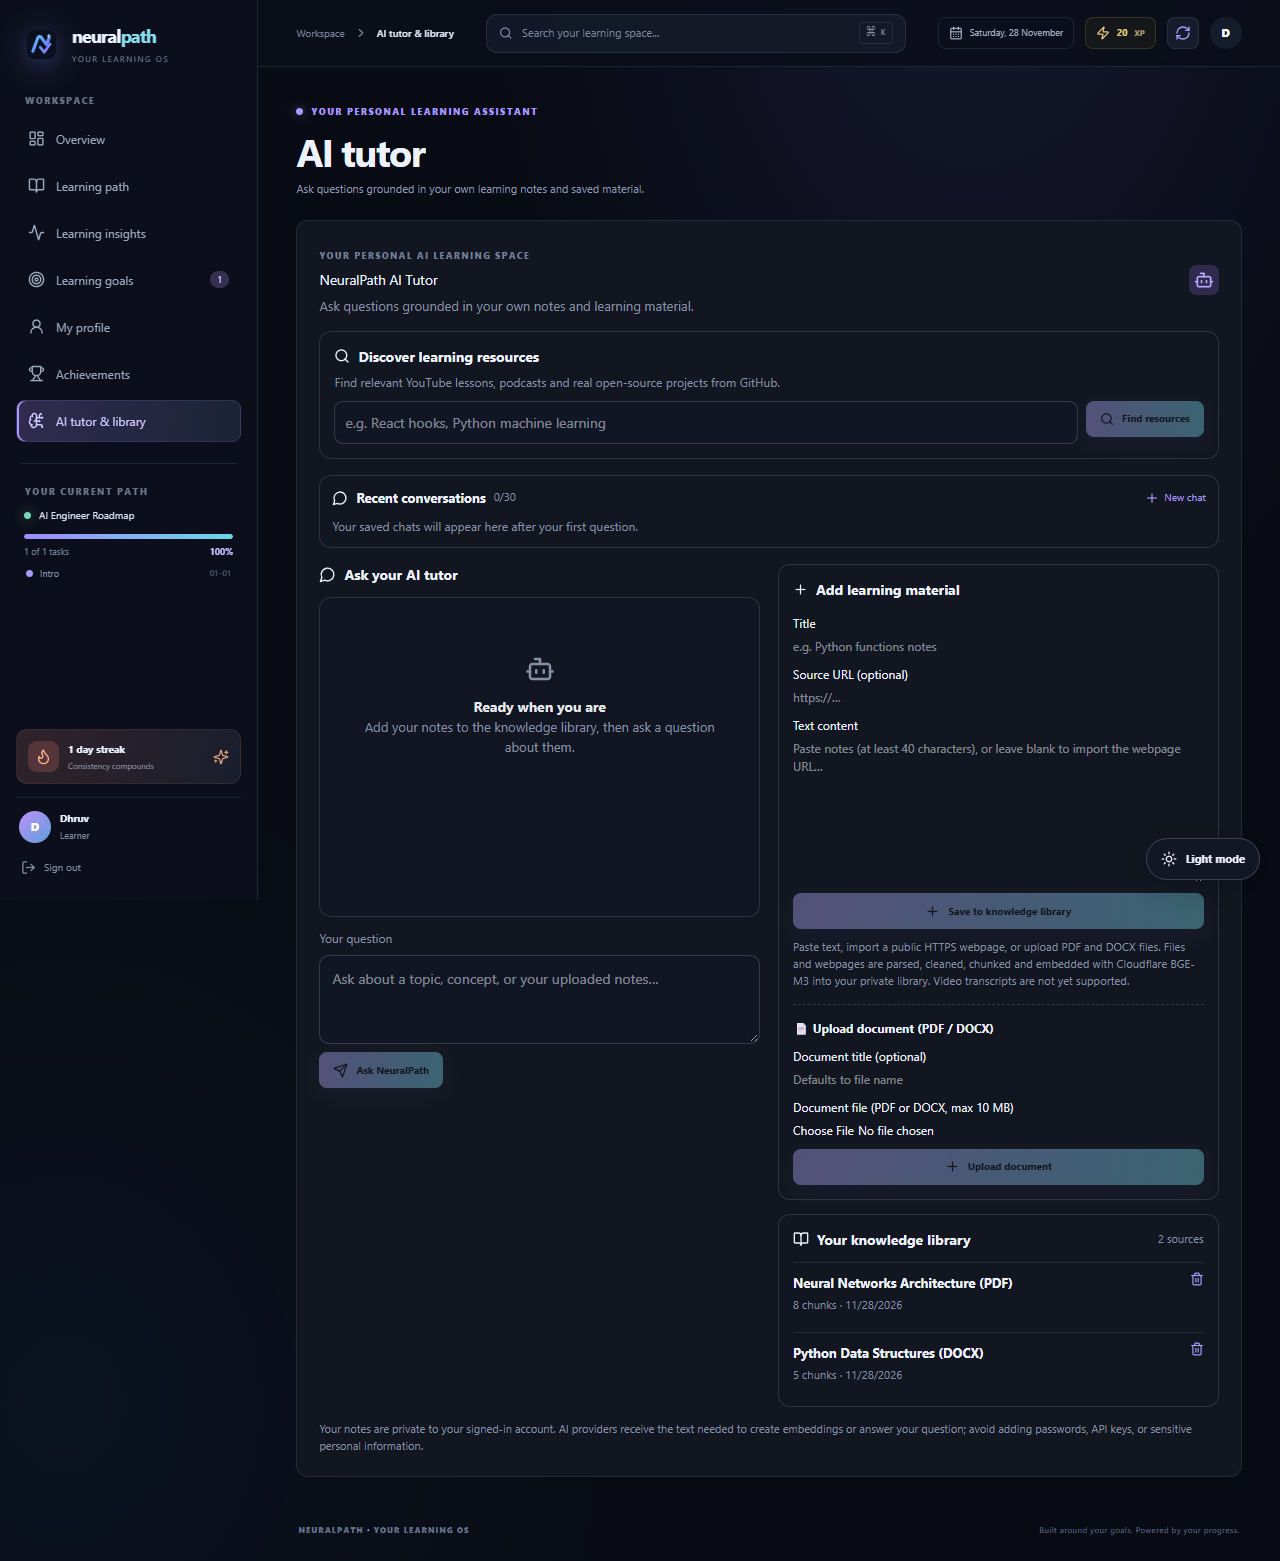 neuralpath
YOUR LEARNING OS
WORKSPACE
Overview
Learning path
Learning insights
Learning goals
1
My profile
Achievements
AI tutor & library
YOUR CURRENT PATH
AI Engineer Roadmap
1 of 1 tasks
100%
Intro
01-01
1 day streak
Consistency compounds
D
Dhruv
Learner
Sign out
Workspace
AI tutor & library
Search your learning space...
⌘ K
Saturday, 28 November
20 XP
D
YOUR PERSONAL LEARNING ASSISTANT
AI tutor
Ask questions grounded in your own learning notes and saved material.
YOUR PERSONAL AI LEARNING SPACE
NeuralPath AI Tutor
Ask questions grounded in your own notes and learning material.
Discover learning resources
Find relevant YouTube lessons, podcasts and real open-source projects from GitHub.
e.g. React hooks, Python machine learning
Find resources
Recent conversations 0/30
New chat
Your saved chats will appear here after your first question.
Ask your AI tutor
Ready when you are
Add your notes to the knowledge library, then ask a question
about them.
Your question
Ask about a topic, concept, or your uploaded notes...
Ask NeuralPath
Add learning material
Title
e.g. Python functions notes
Source URL (optional)
https://...
Text content
Paste notes (at least 40 characters), or leave blank to import the webpage
URL...
Light mode
Save to knowledge library
Paste text, import a public HTTPS webpage, or upload PDF and DOCX files. Files
and webpages are parsed, cleaned, chunked and embedded with Cloudflare BGE-
M3 into your private library. Video transcripts are not yet supported.
Upload document (PDF / DOCX)
Document title (optional)
Defaults to file name
Document file (PDF or DOCX, max 10 MB)
Choose File No file chosen
Upload document
Your knowledge library
2 sources
Neural Networks Architecture (PDF)
8 chunks · 11/28/2026
Python Data Structures (DOCX)
5 chunks · 11/28/2026
Your notes are private to your signed-in account. AI providers receive the text needed to create embeddings or answer your question; avoid adding passwords, API keys, or sensitive
personal information.
NEURALPATH • YOUR LEARNING OS
Built around your goals. Powered by your progress.